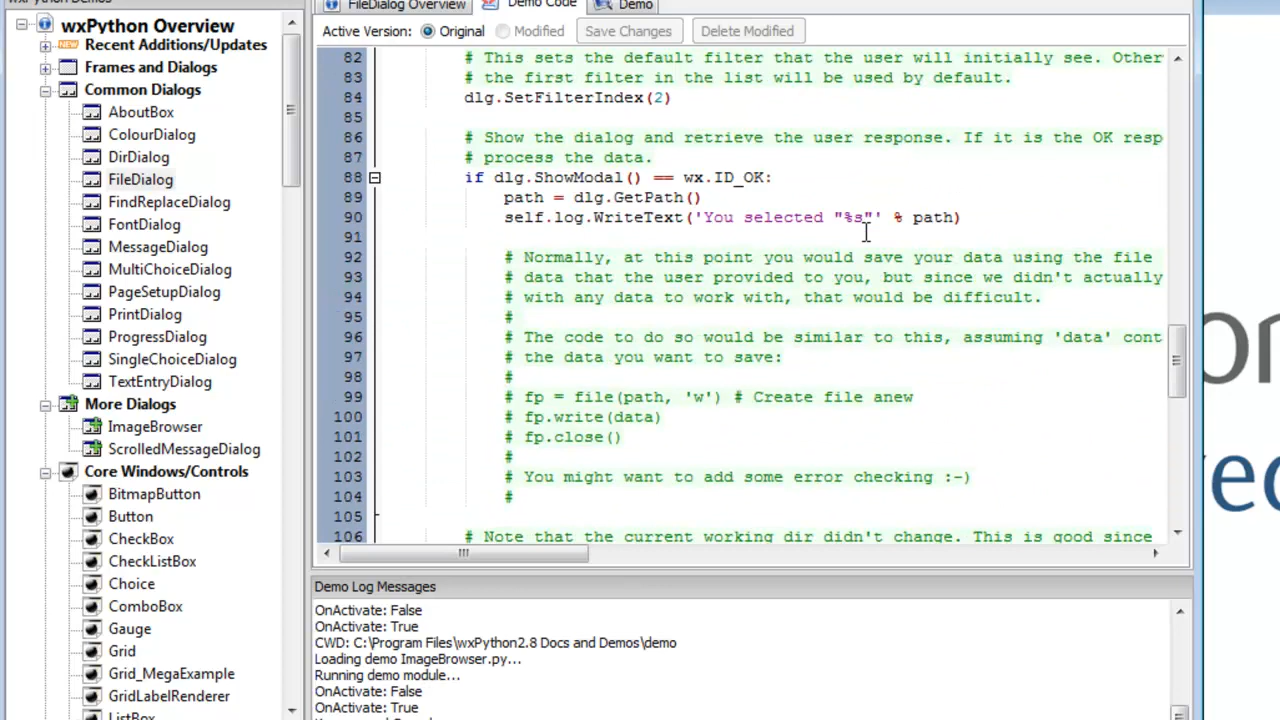 wxPython Demos
wxPython Overview
Recent Additions/Updates
Frames and Dialogs
Common Dialogs
AboutBox
ColourDialog
DirDialog
FileDialog
FindReplaceDialog
FontDialog
MessageDialog
MultiChoiceDialog
PageSetupDialog
PrintDialog
ProgressDialog
SingleChoiceDialog
TextEntryDialog
More Dialogs
ImageBrowser
ScrolledMessageDialog
Core Windows/Controls
BitmapButton
Button
CheckBox
CheckListBox
Choice
ComboBox
Gauge
Grid
Grid_MegaExample
GridLabelRenderer
ListBox
FileDialog Overview Demo Code Demo
Active Version: Original Modified Save Changes Delete Modified
82 # This sets the default filter that the user will initially see. Other
83 # the first filter in the list will be used by default.
84 dlg.SetFilterIndex(2)
85
86 # Show the dialog and retrieve the user response. If it is the OK resp
87 # process the data.
88 if dlg.ShowModal() == wx.ID_OK:
89 path = dlg.GetPath()
90 self.log.WriteText('You selected "%s"' % path)
91
92 # Normally, at this point you would save your data using the file
93 # data that the user provided to you, but since we didn't actually
94 # with any data to work with, that would be difficult.
95 #
96 # The code to do so would be similar to this, assuming 'data' cont
97 # the data you want to save:
98 #
99 # fp = file(path, 'w') # Create file anew
100 # fp.write(data)
101 # fp.close()
102 #
103 # You might want to add some error checking :-)
104 #
105
106 # Note that the current working dir didn't change. This is good since
Demo Log Messages
OnActivate: False
OnActivate: True
CWD: C:\Program Files\wxPython2.8 Docs and Demos\demo
Loading demo ImageBrowser.py...
Running demo module...
OnActivate: False
OnActivate: True
on
ed